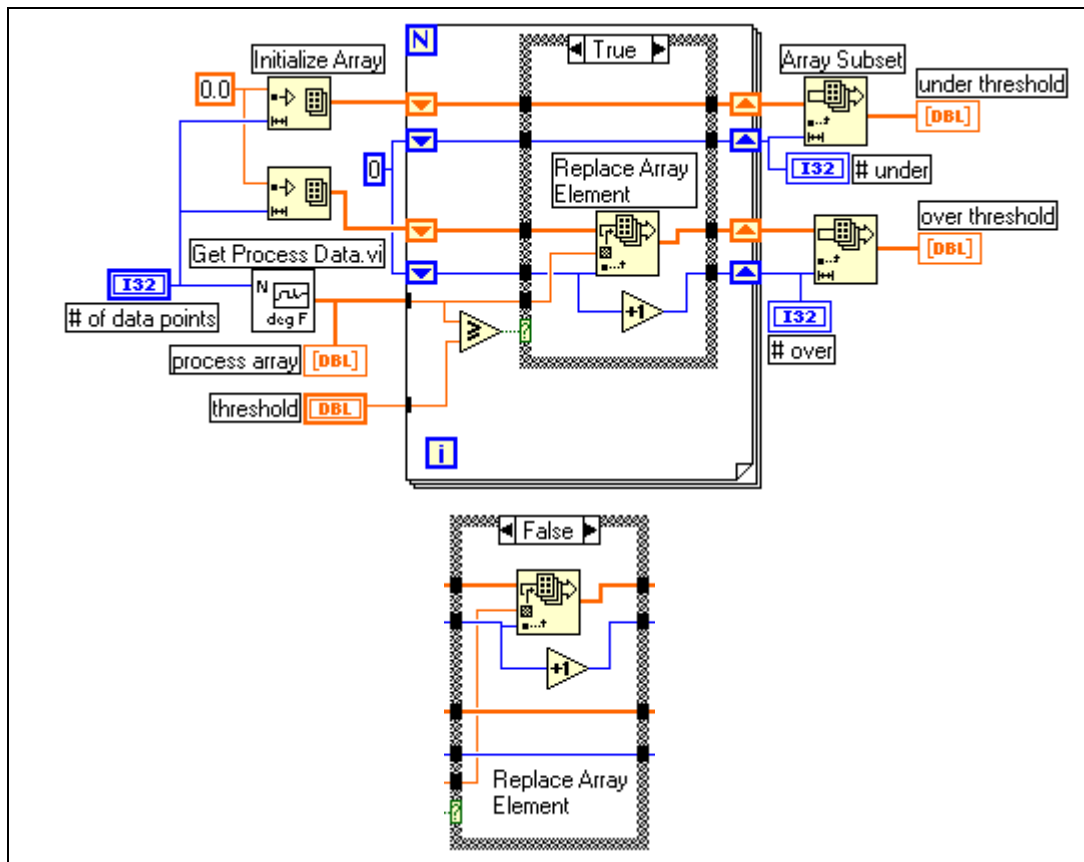 N
True
Initialize Array
Array Subset
0.0
under threshold
[DBL]
0
I32
# under
Replace Array
Element
over threshold
[DBL]
Get Process Data.vi
I32
N
deg F
+1
# of data points
≥
?
I32
# over
process array
[DBL]
threshold
DBL
i
False
+1
Replace Array
Element
?